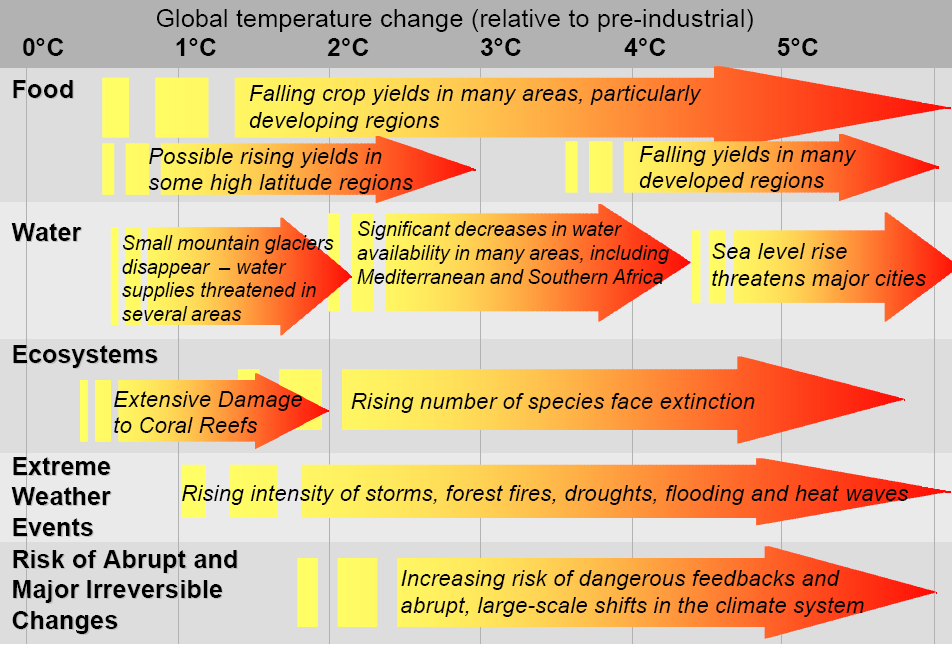 Global temperature change (relative to pre-industrial)
0°C 1°C 2°C 3°C 4°C 5°C
Food
Falling crop yields in many areas, particularly
developing regions
Possible rising yields in
some high latitude regions
Falling yields in many
developed regions
Water
Small mountain glaciers
disappear – water
supplies threatened in
several areas
Significant decreases in water
availability in many areas, including
Mediterranean and Southern Africa
Sea level rise
threatens major cities
Ecosystems
Extensive Damage
to Coral Reefs
Rising number of species face extinction
Extreme
Weather
Events
Rising intensity of storms, forest fires, droughts, flooding and heat waves
Risk of Abrupt and
Major Irreversible
Changes
Increasing risk of dangerous feedbacks and
abrupt, large-scale shifts in the climate system